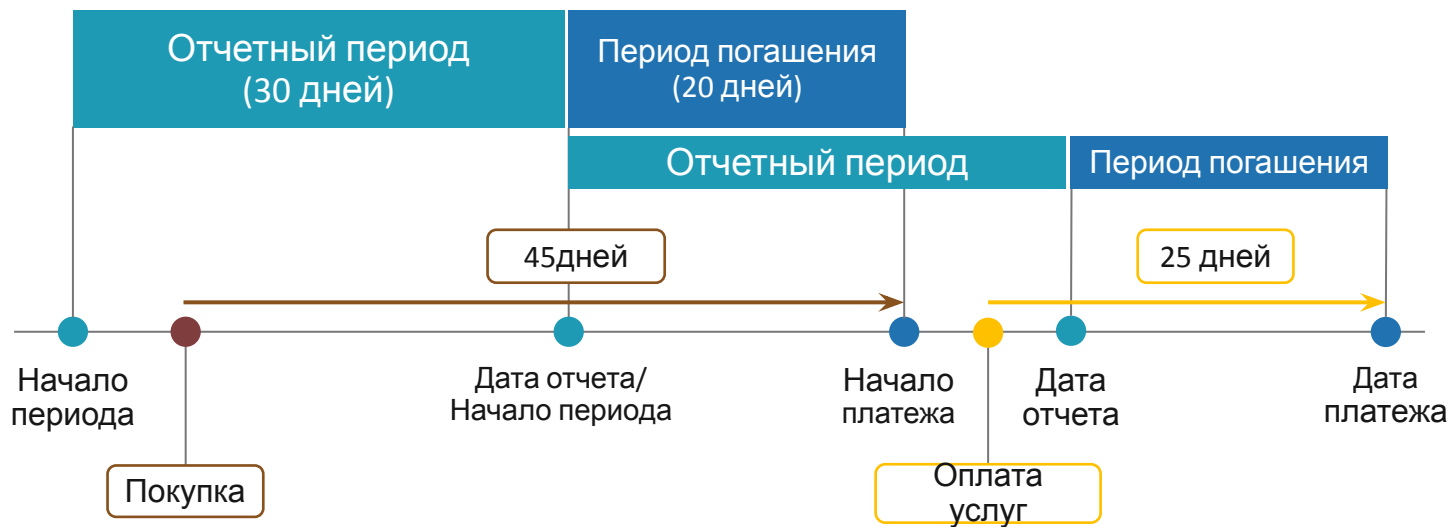 Отчетный период
(30 дней)
Период погашения
(20 дней)
Отчетный период
Период погашения
45дней
25 дней
Начало
периода
Дата отчета/
Начало периода
Начало
платежа
Дата
отчета
Дата
платежа
Покупка
Оплата
услуг